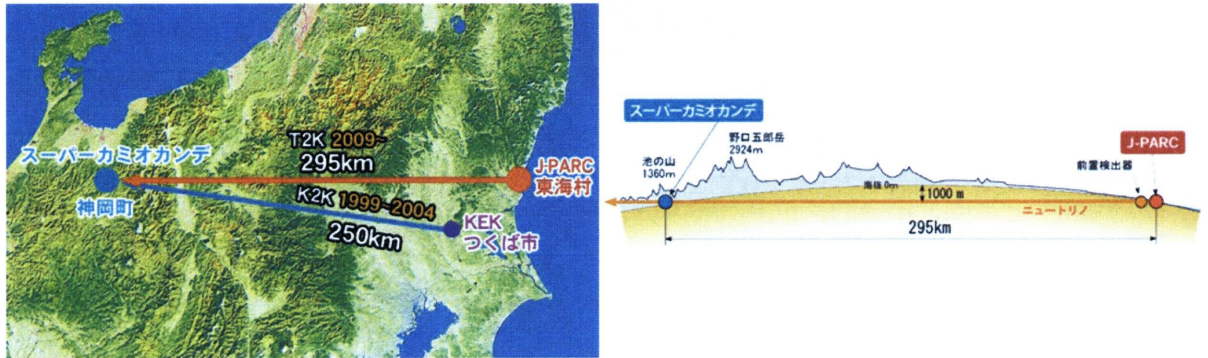 T2K 2009~
295km
スーパーカミオカンデ
J-PARC
東海村
神岡町
K2K 1999~2004
250km
KEK
つくば市
スーパーカミオカンデ
野口五郎岳
2924m
池の山
1360m
J-PARC
前置検出器
海抜0m
1000 m
ニュートリノ
295km